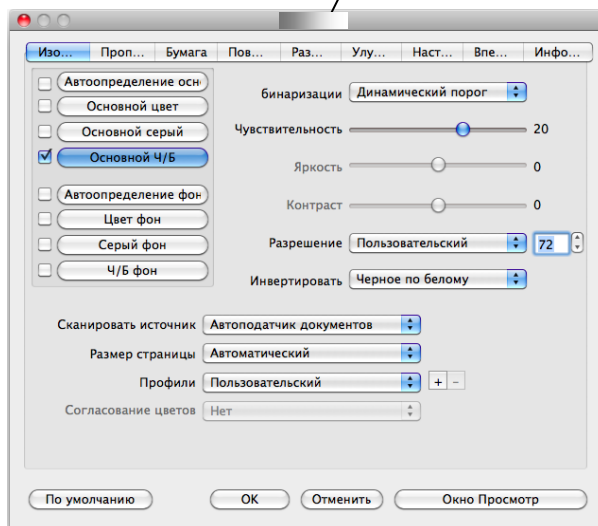 Изо... Проп... Бумага Пов... Раз... Улу... Наст... Впе... Инфо...
Автоопределение осн
Основной цвет
Основной серый
Основной Ч/Б
Автоопределение фон
Цвет фон
Серый фон
Ч/Б фон
бинаризации Динамический порог
Чувствительность 20
Яркость 0
Контраст 0
Разрешение Пользовательский 72
Инвертировать Черное по белому
Сканировать источник Автоподатчик документов
Размер страницы Автоматический
Профили Пользовательский + -
Согласование цветов Нет
По умолчанию OK Отменить Окно Просмотр